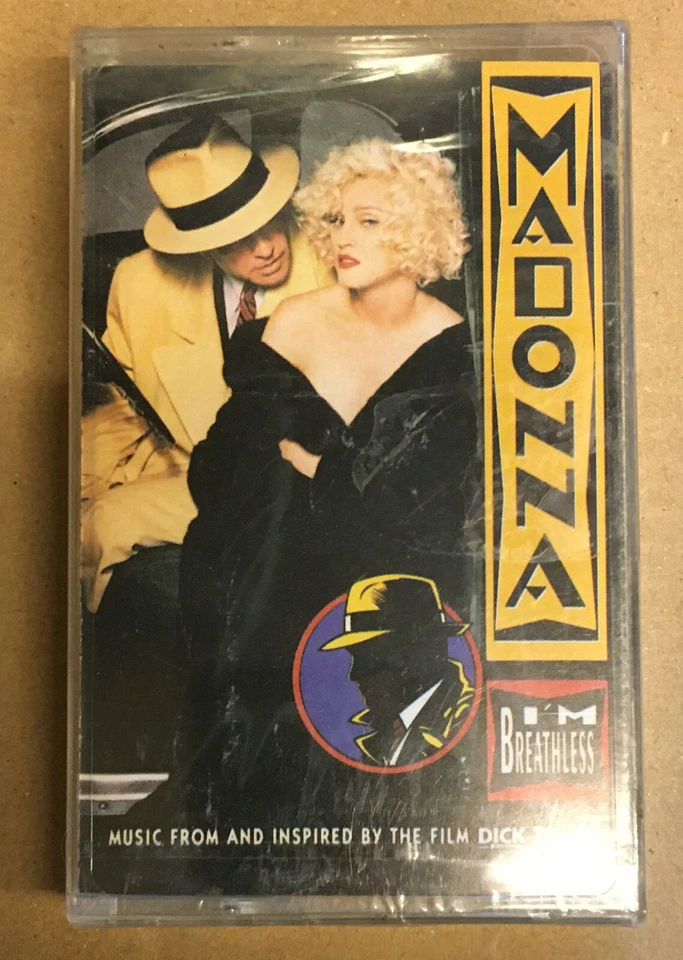 MADONNA
I'M
BREATHLESS
MUSIC FROM AND INSPIRED BY THE FILM DICK